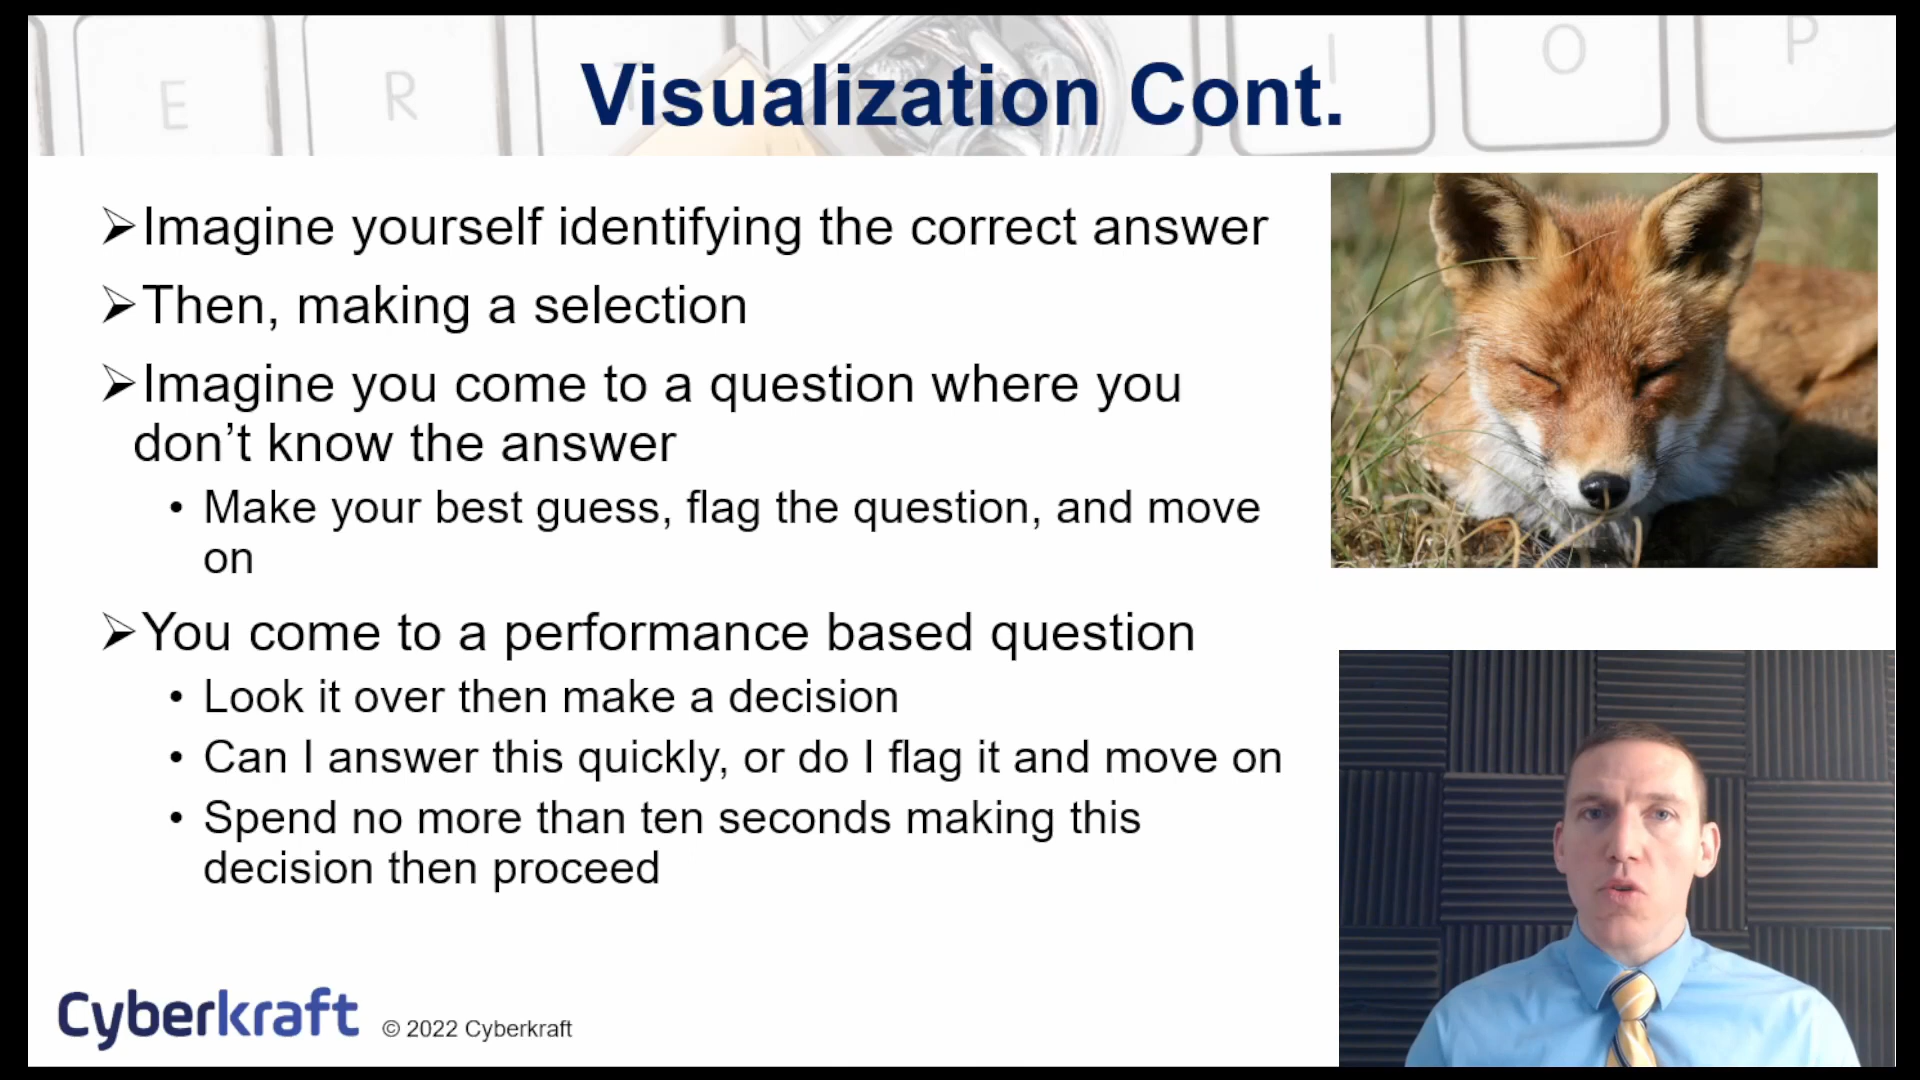 E R T I O P
Visualization Cont.
➢Imagine yourself identifying the correct answer
➢Then, making a selection
➢Imagine you come to a question where you
don’t know the answer
• Make your best guess, flag the question, and move
on
➢You come to a performance based question
• Look it over then make a decision
• Can I answer this quickly, or do I flag it and move on
• Spend no more than ten seconds making this
decision then proceed
Cyberkraft © 2022 Cyberkraft